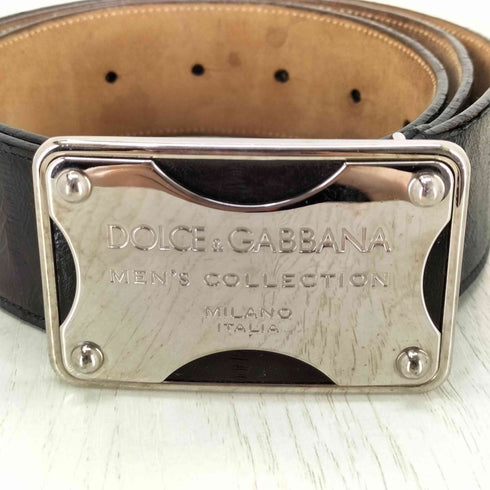 DOLCE & GABBANA
MEN'S COLLECTION
MILANO
ITALIA